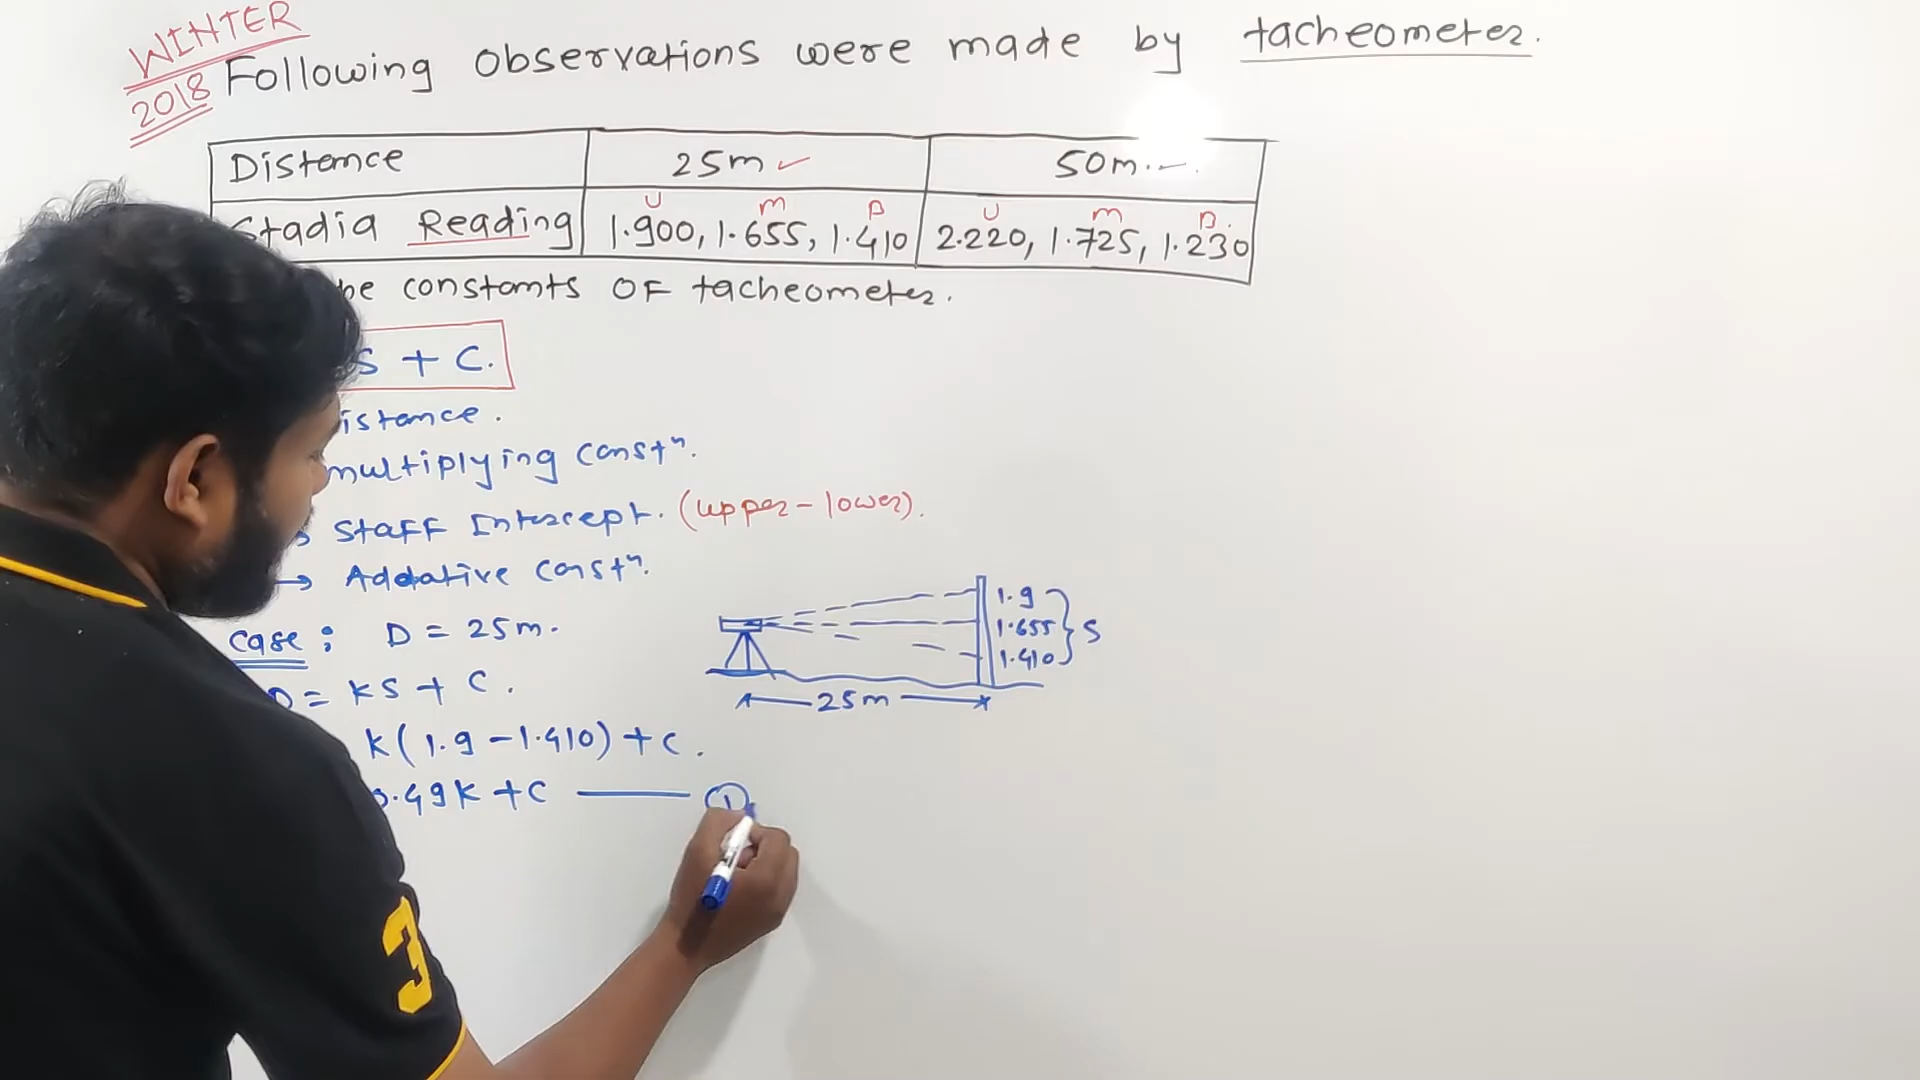 WINTER
2018
Following observations were made by tacheometer.
Distance 25m 50m.
U m B U m B.
Stadia Reading 1.900, 1.655, 1.410 2.220, 1.725, 1.230
constants OF tacheometer.
S + C.
istance.
multiplying constn.
Staff Intercept. (upper - lower).
→ Addative constn.
Case : D = 25m.
D = KS + C.
K(1.9 - 1.410) + C.
.49K + C —— ①
1.9
1.655 } S
1.410
25m
3